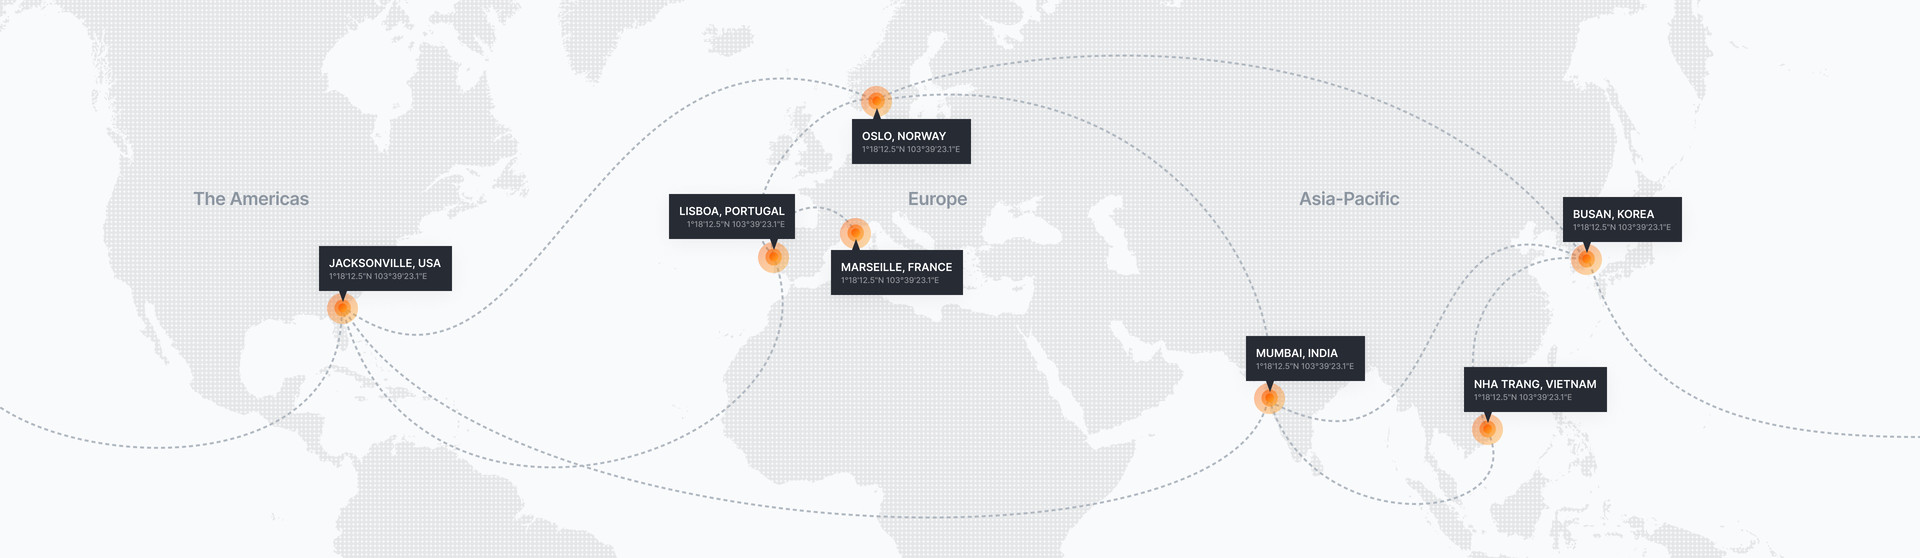 OSLO, NORWAY
1°18'12.5"N 103°39'23.1"E
The Americas
Europe
Asia-Pacific
LISBOA, PORTUGAL
1°18'12.5"N 103°39'23.1"E
BUSAN, KOREA
1°18'12.5"N 103°39'23.1"E
JACKSONVILLE, USA
1°18'12.5"N 103°39'23.1"E
MARSEILLE, FRANCE
1°18'12.5"N 103°39'23.1"E
MUMBAI, INDIA
1°18'12.5"N 103°39'23.1"E
NHA TRANG, VIETNAM
1°18'12.5"N 103°39'23.1"E